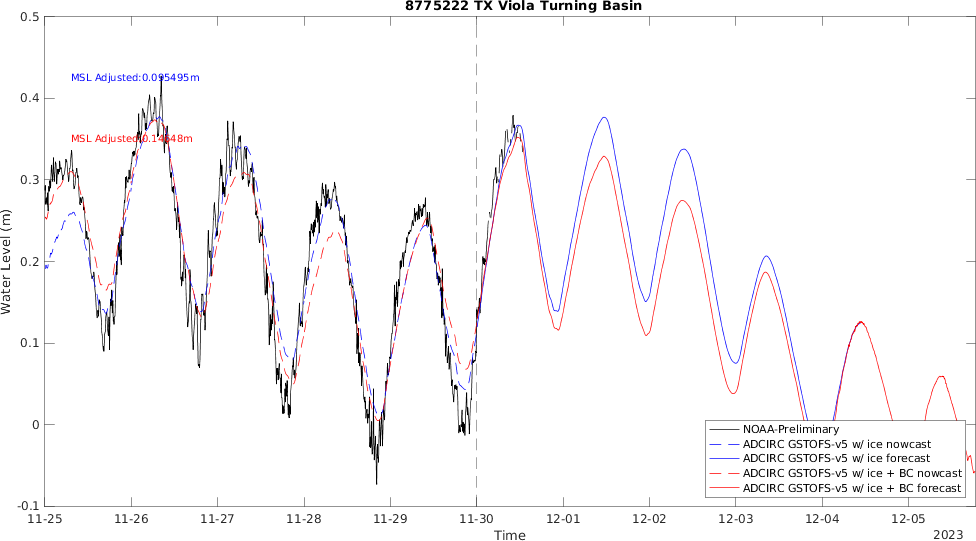 8775222 TX Viola Turning Basin
0.5
0.4
0.3
0.2
0.1
0
-0.1
Water Level (m)
MSL Adjusted:0.095495m
MSL Adjusted:0.14548m
NOAA-Preliminary
ADCIRC GSTOFS-v5 w/ ice nowcast
ADCIRC GSTOFS-v5 w/ ice forecast
ADCIRC GSTOFS-v5 w/ ice + BC nowcast
ADCIRC GSTOFS-v5 w/ ice + BC forecast
11-25 11-26 11-27 11-28 11-29 11-30 12-01 12-02 12-03 12-04 12-05
Time
2023